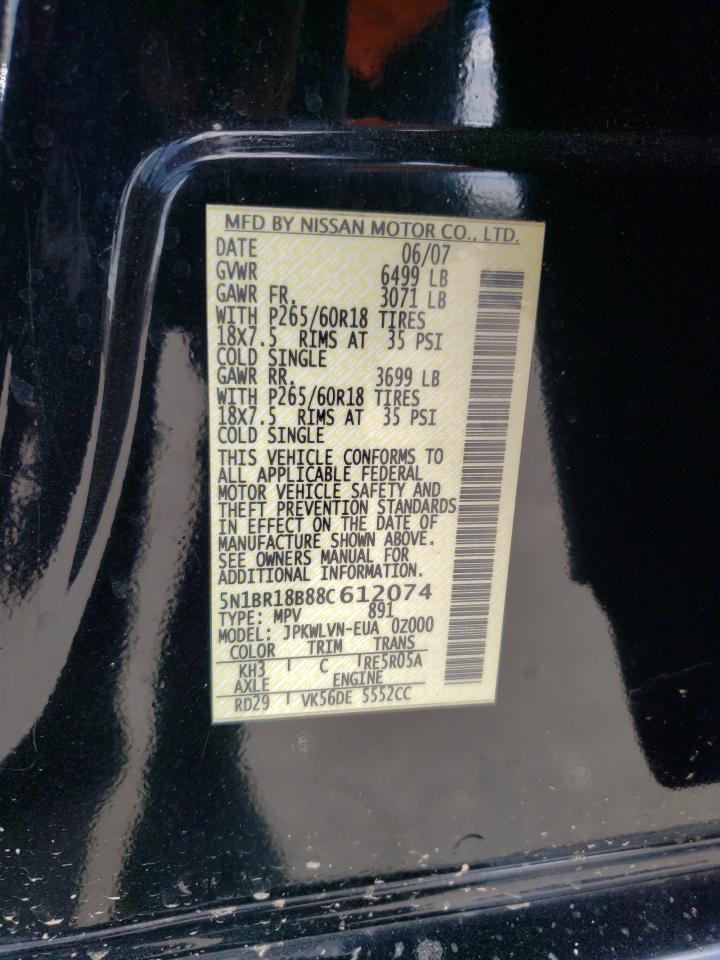 MFD BY NISSAN MOTOR CO., LTD.
DATE 06/07
GVWR 6499 LB
GAWR FR. 3071 LB
WITH P265/60R18 TIRES
18X7.5 RIMS AT 35 PSI
COLD SINGLE
GAWR RR. 3699 LB
WITH P265/60R18 TIRES
18X7.5 RIMS AT 35 PSI
COLD SINGLE
THIS VEHICLE CONFORMS TO
ALL APPLICABLE FEDERAL
MOTOR VEHICLE SAFETY AND
THEFT PREVENTION STANDARDS
IN EFFECT ON THE DATE OF
MANUFACTURE SHOWN ABOVE.
SEE OWNERS MANUAL FOR
ADDITIONAL INFORMATION.
5N1BR18B88C612074
TYPE: MPV 891
MODEL: JPKWLVN-EUA 0Z000
COLOR TRIM TRANS
KH3 C RE5R05A
AXLE ENGINE
RD29 VK56DE 5552CC